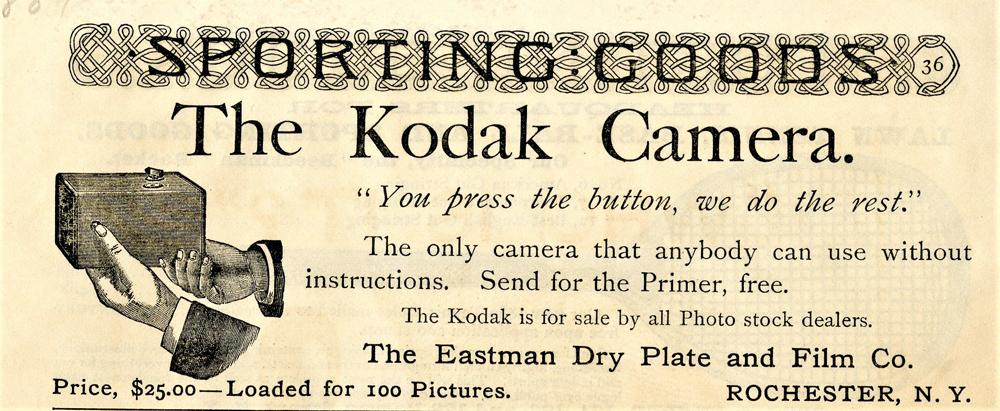 SPORTING:GOODS
36
The Kodak Camera.
“ You press the button, we do the rest.”
The only camera that anybody can use without
instructions. Send for the Primer, free.
The Kodak is for sale by all Photo stock dealers.
The Eastman Dry Plate and Film Co.
Price, $25.00—Loaded for 100 Pictures.
ROCHESTER, N. Y.